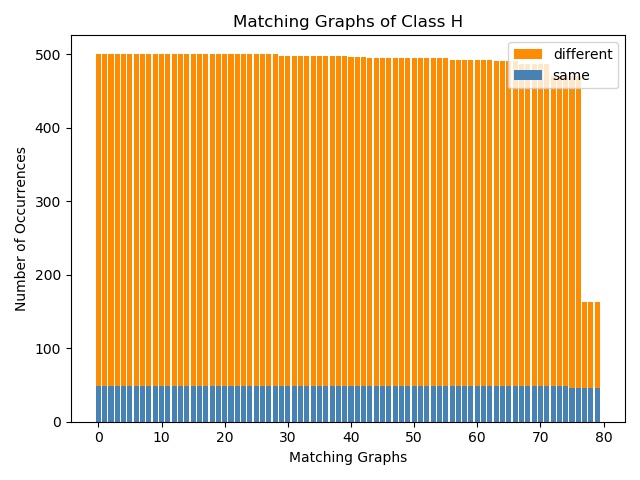 Matching Graphs of Class H
different
same
500
400
300
200
100
0
Number of Occurrences
0 10 20 30 40 50 60 70 80
Matching Graphs